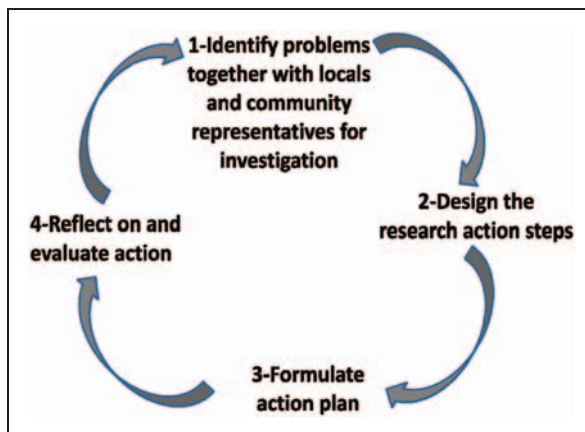 1-Identify problems
together with locals
and community
representatives for
investigation
2-Design the
research action steps
3-Formulate
action plan
4-Reflect on and
evaluate action